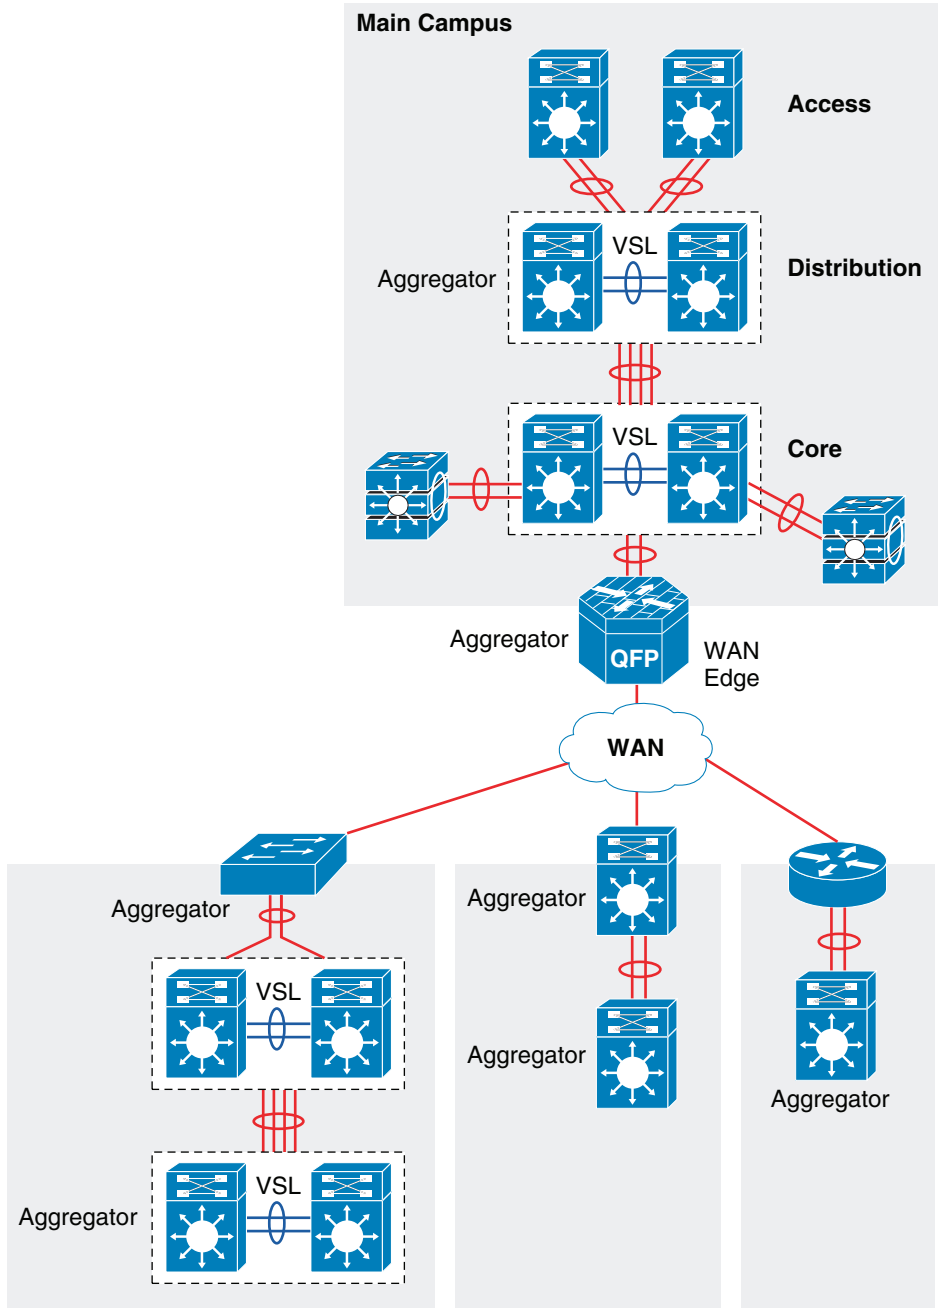 Main Campus
Access
VSL
Aggregator
Distribution
VSL
Core
Aggregator
QFP
WAN
Edge
WAN
Aggregator
Aggregator
VSL
Aggregator
Aggregator
VSL
Aggregator